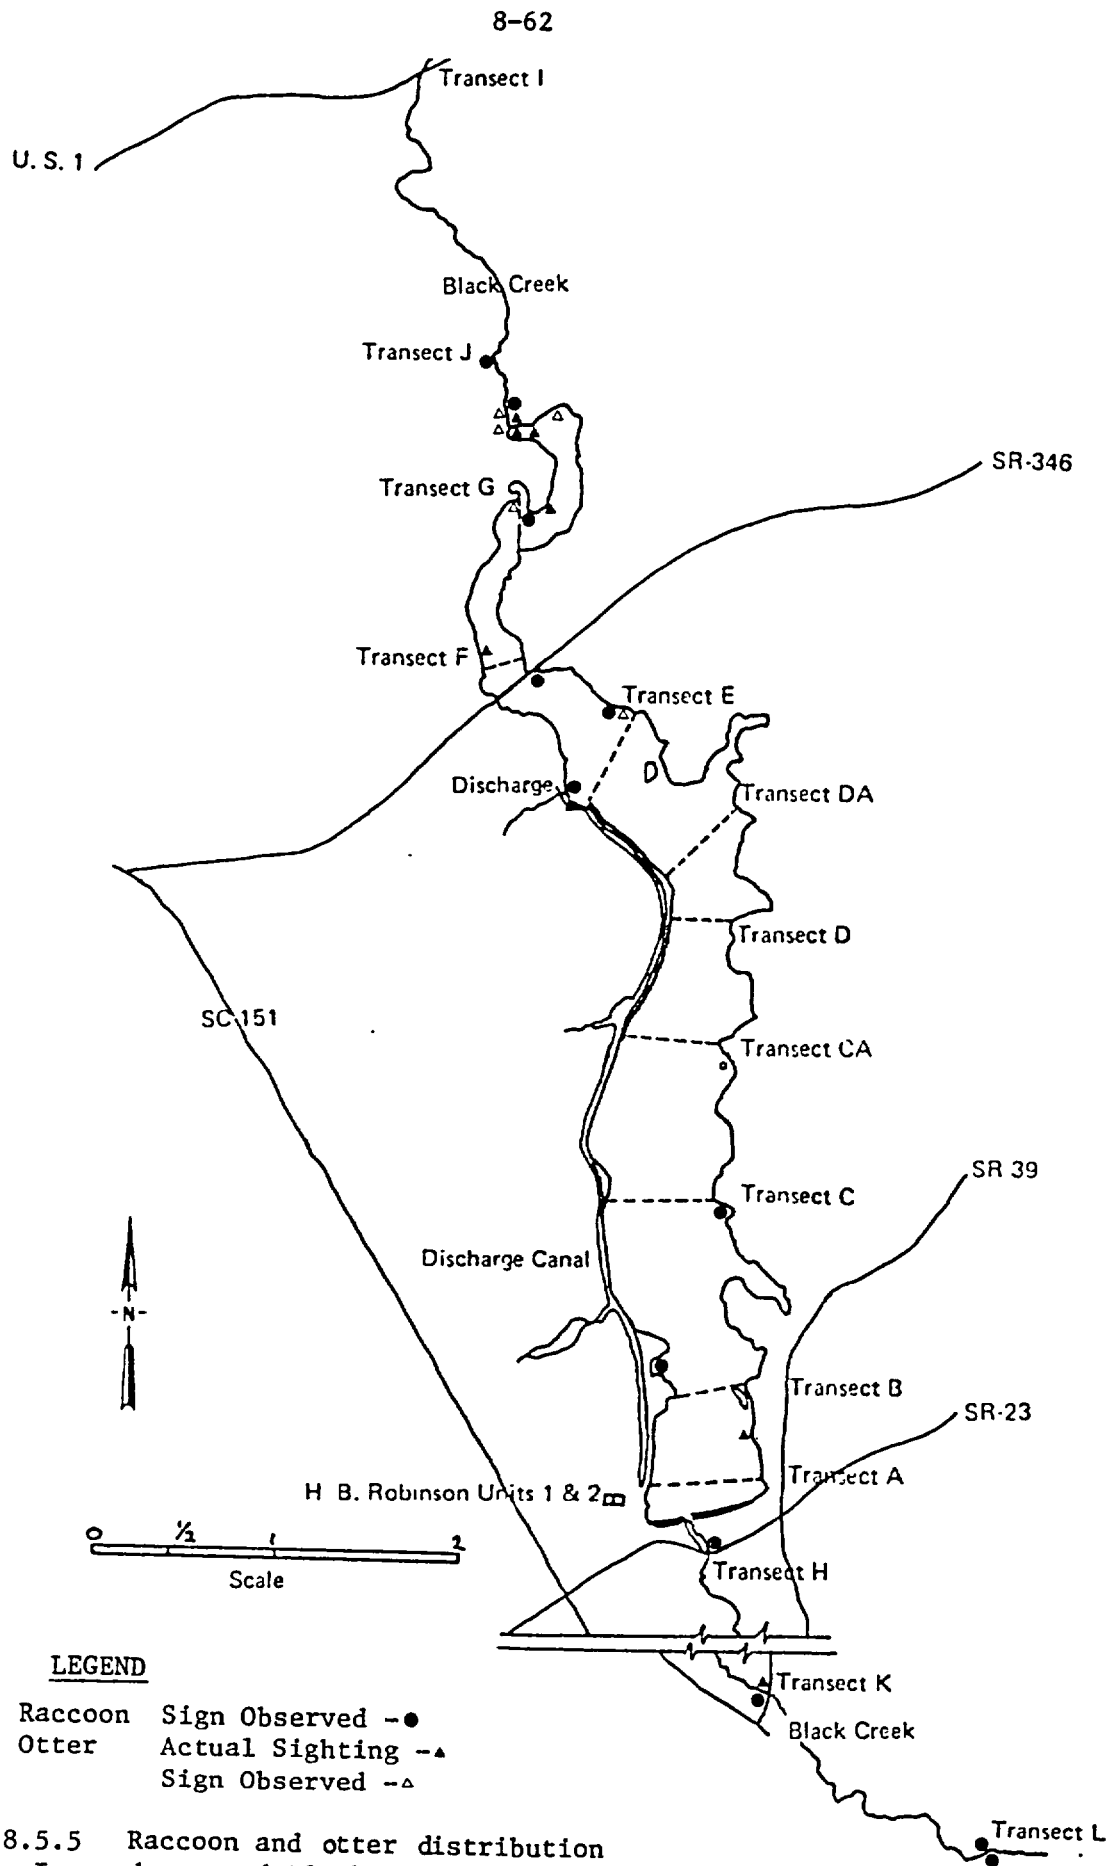 8-62
Transect I
U. S. 1
Black Creek
Transect J
SR-346
Transect G
Transect F
Transect E
D
Discharge
Transect DA
Transect D
SC 151
Transect CA
SR 39
Transect C
Discharge Canal
-N-
Transect B
SR-23
Transect A
H B. Robinson Units 1 & 2
0 1/2 1 2
Scale
Transect H
LEGEND
Transect K
Raccoon Sign Observed -●
Black Creek
Otter Actual Sighting -▲
Sign Observed -△
Transect L
8.5.5 Raccoon and otter distribution